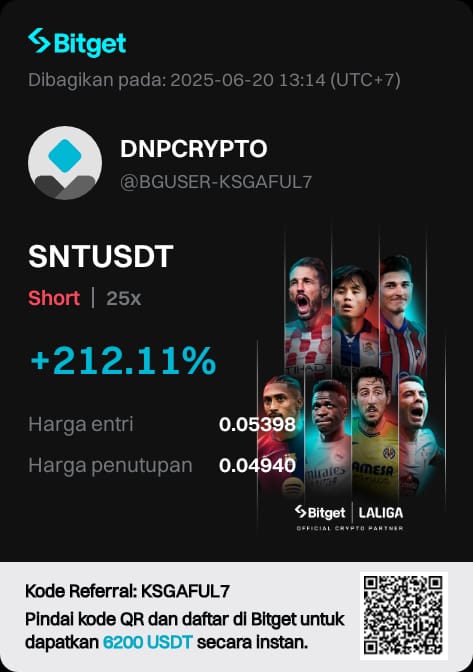 Bitget
Dibagikan pada: 2025-06-20 13:14 (UTC+7)
DNPCRYPTO
@BGUSER-KSGAFUL7
SNTUSDT
Short | 25x
+212.11%
Harga entri 0.05398
Harga penutupan 0.04940
Bitget | LALIGA
OFFICIAL CRYPTO PARTNER
Kode Referral: KSGAFUL7
Pindai kode QR dan daftar di Bitget untuk
dapatkan 6200 USDT secara instan.